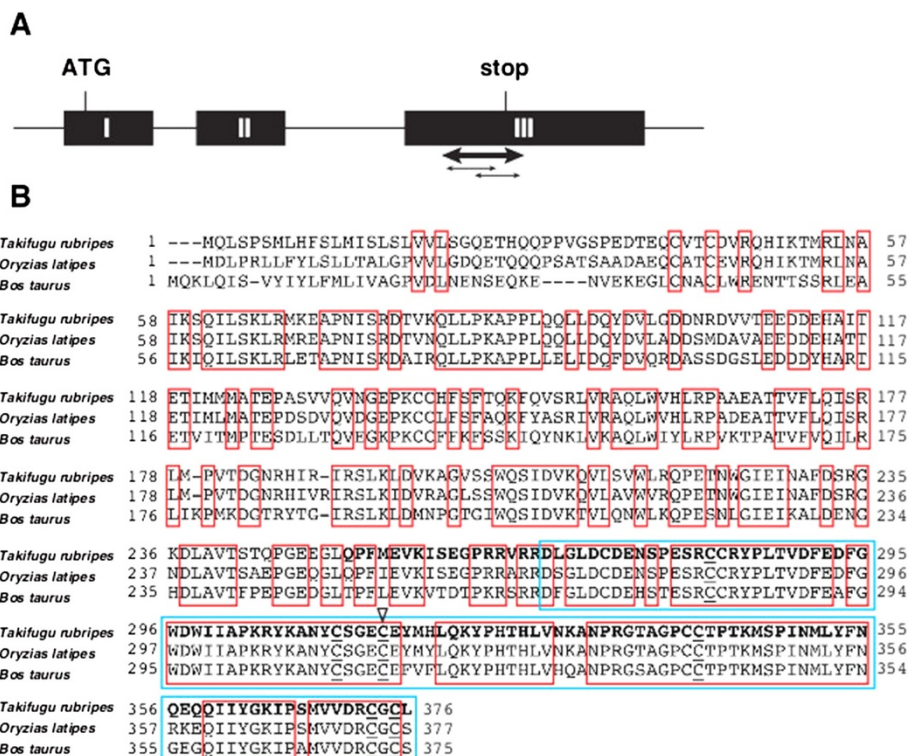 A
ATG
stop
I
II
III
B
Takifugu rubripes 1 ---MQLSPSMLHFSLMISLSLVVLSGQETHQQPPVGSPEDTEQCVTCDVRQHIKTMRLNA 57
Oryzias latipes 1 ---MDLPRLLFYLSLLTALGPVVLGDQETQQQPSATSAADAEQCATCEVRQHIKTMRLNA 57
Bos taurus 1 MQKLQIS-VYIYLFMLIVAGPVDLNENSEQKE----NVEKEGLCNACLWRENTTSSRLEA 55
Takifugu rubripes 58 IKSQILSKLRMKEAPNISRDTVKQLLPKAPPLQQLLDQYDVLGDDNRDVVTEEDDEHAIT 117
Oryzias latipes 58 IKSQILSKLRMREAPNISRDTVNQLLPKAPPLQQLLDQYDVLADDSMDAVAEEDDEHATT 117
Bos taurus 56 IKIQILSKLRLETAPNISKDAIRQLLPKAPPLLELIDQFDVQRDASSDGSLEDDDYHART 115
Takifugu rubripes 118 ETIMMMATEPASVVQVNGEPKCCHFSFTQKFQVSRLVRAQLWVHLRPAAEATTVFLQISR 177
Oryzias latipes 118 ETIMLMATEPDSDVQVDGEPKCCLFSFAQKFYASRIVRAQLWVHLRPADEATTVFLQISR 177
Bos taurus 116 ETVITMPTESDLLTQVEGKPKCCFFKFSSKIQYNKLVKAQLWIYLRPVKTPATVFVQILR 175
Takifugu rubripes 178 LM-PVTDGNRHIR-IRSLKIDVKAGVSSWQSIDVKQVLSVWLRQPETNWGIEINAFDSRG 235
Oryzias latipes 178 LM-PVTDGNRHIVRIRSLKIDVRAGVSSWQSIDVKQVLAVWVRQPETNWGIEINAFDSRG 236
Bos taurus 176 LIKPMKDGTRYTG-IRSLKLDMNPGTGIWQSIDVKTVLQNWLKQPESNLGIEIKALDENG 234
Takifugu rubripes 236 KDLAVTSTQPGEEGLQPFMEVKISEGPRRVRRDLGLDCDENSPESRCCRYPLTVDFEDFG 295
Oryzias latipes 237 NDLAVTSAEPGEQGLQPFIEVKISEGPRRARRDSGLDCDENSPESRCCRYPLTVDFEDFG 296
Bos taurus 235 HDLAVTFPEPGEDGLTPFLEVKVTDTPKRSRRDFGLDCDEHSTESRCCRYPLTVDFEAFG 294
Takifugu rubripes 296 WDWIIAPKRYKANYCSGECEYMHLQKYPHTHLVNKANPRGTAGPCCTPTKMSPINMLYFN 355
Oryzias latipes 297 WDWIIAPKRYKANYCSGECEYMYLQKYPHTHLVNKANPRGTAGPCCTPTKMSPINMLYFN 356
Bos taurus 295 WDWIIAPKRYKANYCSGECEFVFLQKYPHTHLVHQANPRGSAGPCCTPTKMSPINMLYFN 354
Takifugu rubripes 356 QEQQIIYGKIPSMVVDRCGCL 376
Oryzias latipes 357 RKEQIIYGKIPSMVVDRCGCS 377
Bos taurus 355 GEGQIIYGKIPAMVVDRCGCS 375